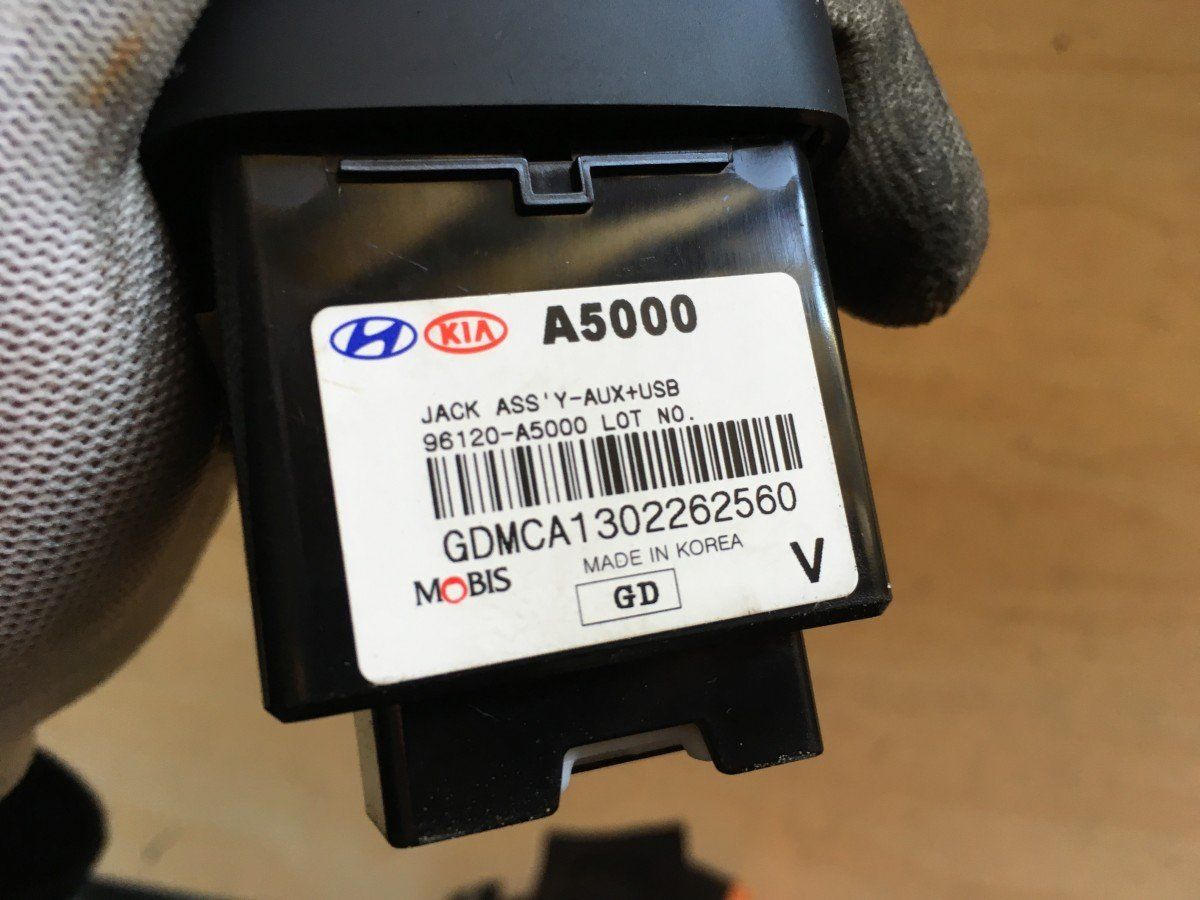 KIA A5000
JACK ASS'Y-AUX+USB
96120-A5000 LOT NO.
GDMCA1302262560
MOBIS MADE IN KOREA
GD V